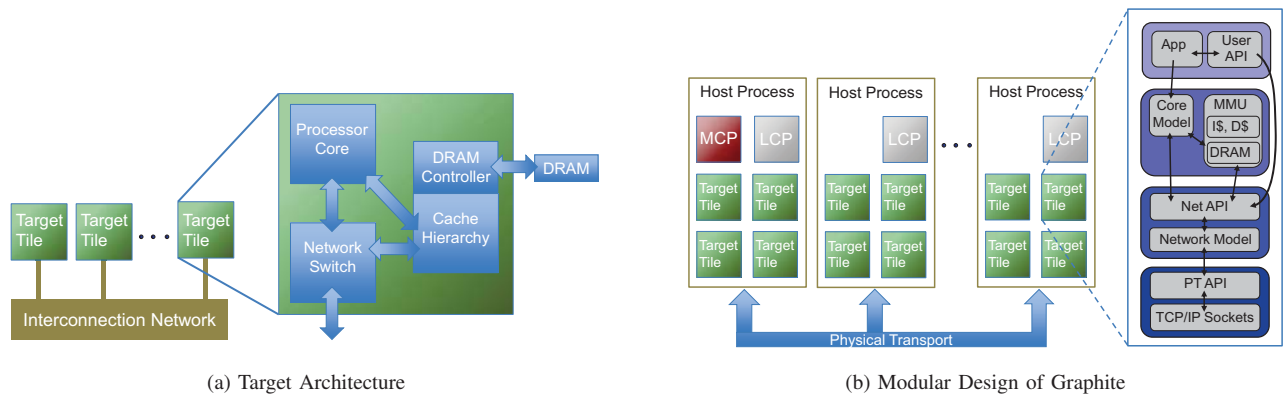 Target
Tile
Target
Tile
• • •
Target
Tile
Interconnection Network
Processor
Core
DRAM
Controller
DRAM
Cache
Hierarchy
Network
Switch
(a) Target Architecture
Host Process
MCP
LCP
Target
Tile
Target
Tile
Target
Tile
Target
Tile
Host Process
LCP
Target
Tile
Target
Tile
Target
Tile
Target
Tile
• • •
Host Process
LCP
Target
Tile
Target
Tile
Target
Tile
Target
Tile
Physical Transport
App
User
API
Core
Model
MMU
I$, D$
DRAM
Net API
Network Model
PT API
TCP/IP Sockets
(b) Modular Design of Graphite